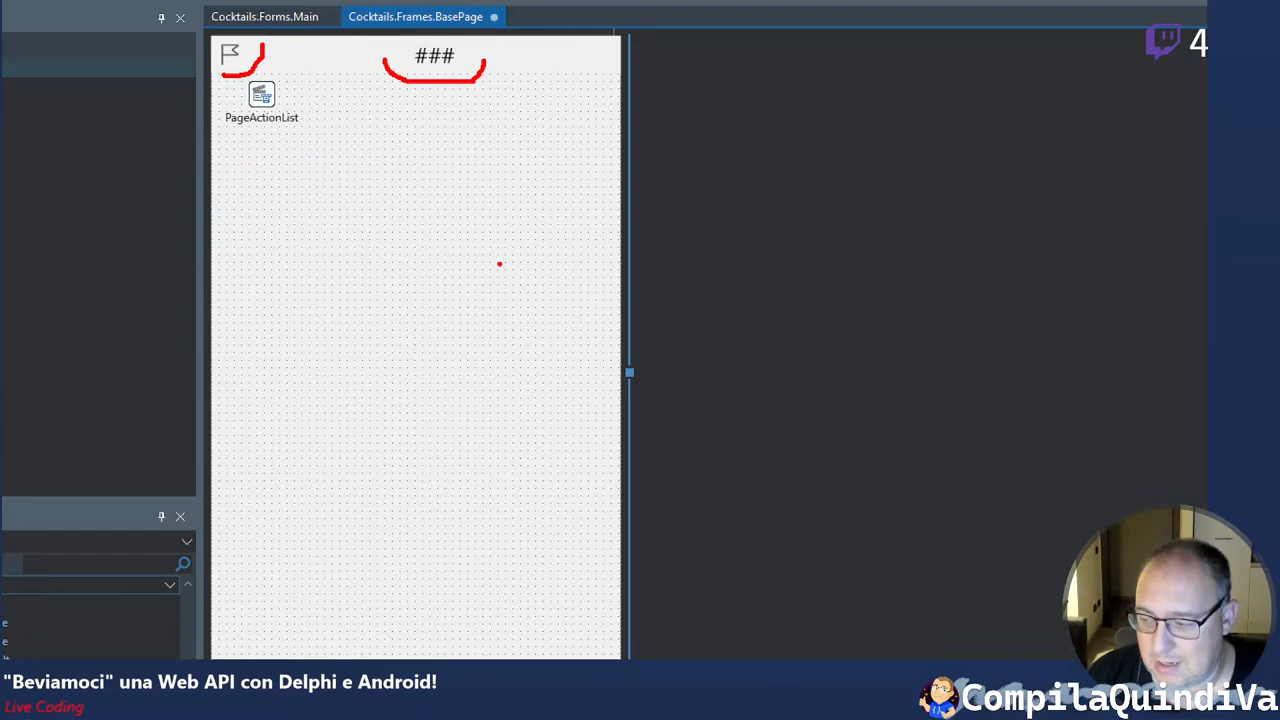 Cocktails.Forms.Main
Cocktails.Frames.BasePage
4
###
PageActionList
e
e
"Beviamoci" una Web API con Delphi e Android!
Live Coding
CompilaQuindiVa